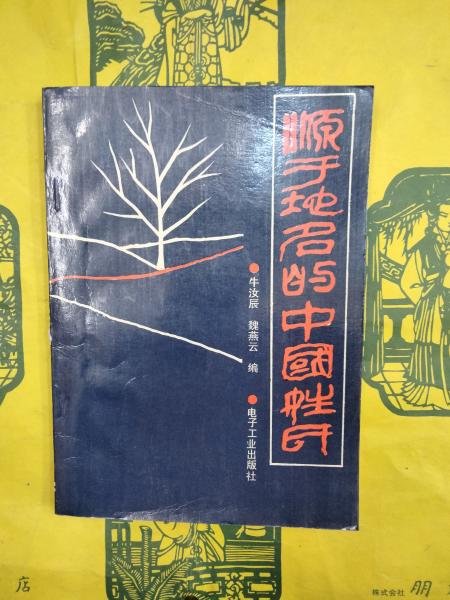 源于地名的中国姓氏
牛汝辰 魏燕云 编
电子工业出版社
店
株式会社 朋